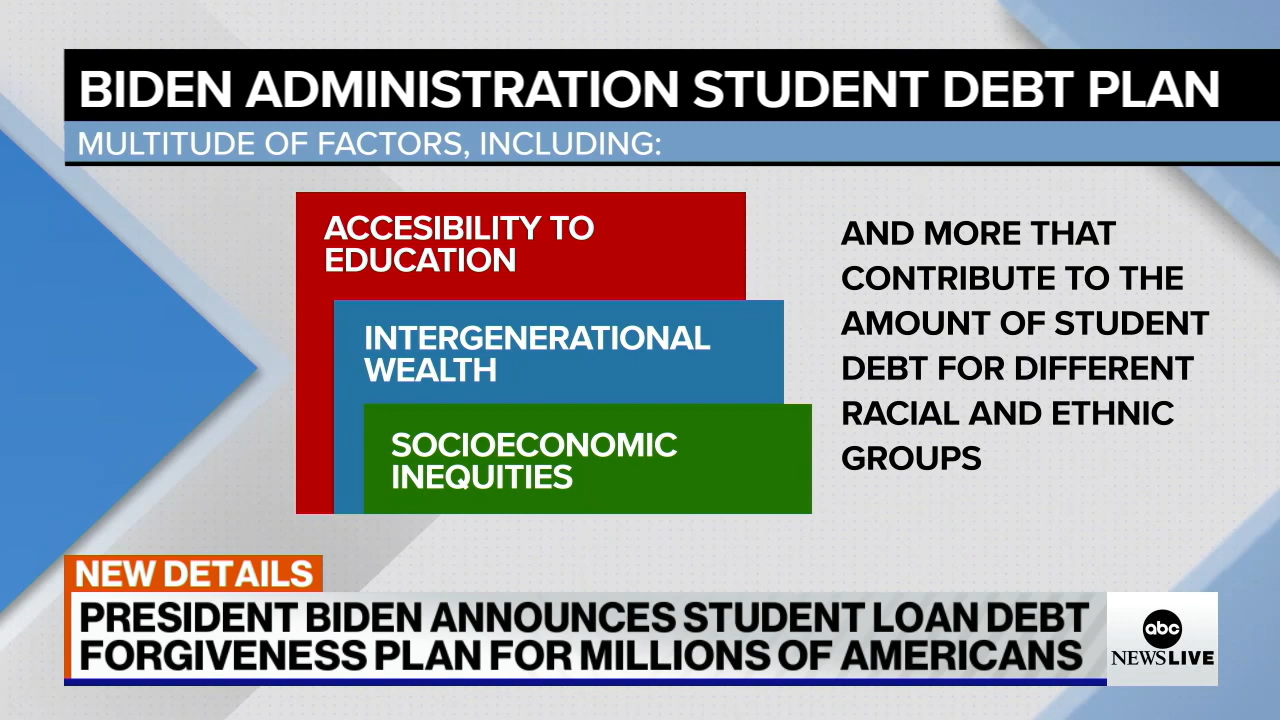 BIDEN ADMINISTRATION STUDENT DEBT PLAN
MULTITUDE OF FACTORS, INCLUDING:
ACCESIBILITY TO
EDUCATION
INTERGENERATIONAL
WEALTH
SOCIOECONOMIC
INEQUITIES
AND MORE THAT
CONTRIBUTE TO THE
AMOUNT OF STUDENT
DEBT FOR DIFFERENT
RACIAL AND ETHNIC
GROUPS
NEW DETAILS
PRESIDENT BIDEN ANNOUNCES STUDENT LOAN DEBT
FORGIVENESS PLAN FOR MILLIONS OF AMERICANS
abc
NEWSLIVE